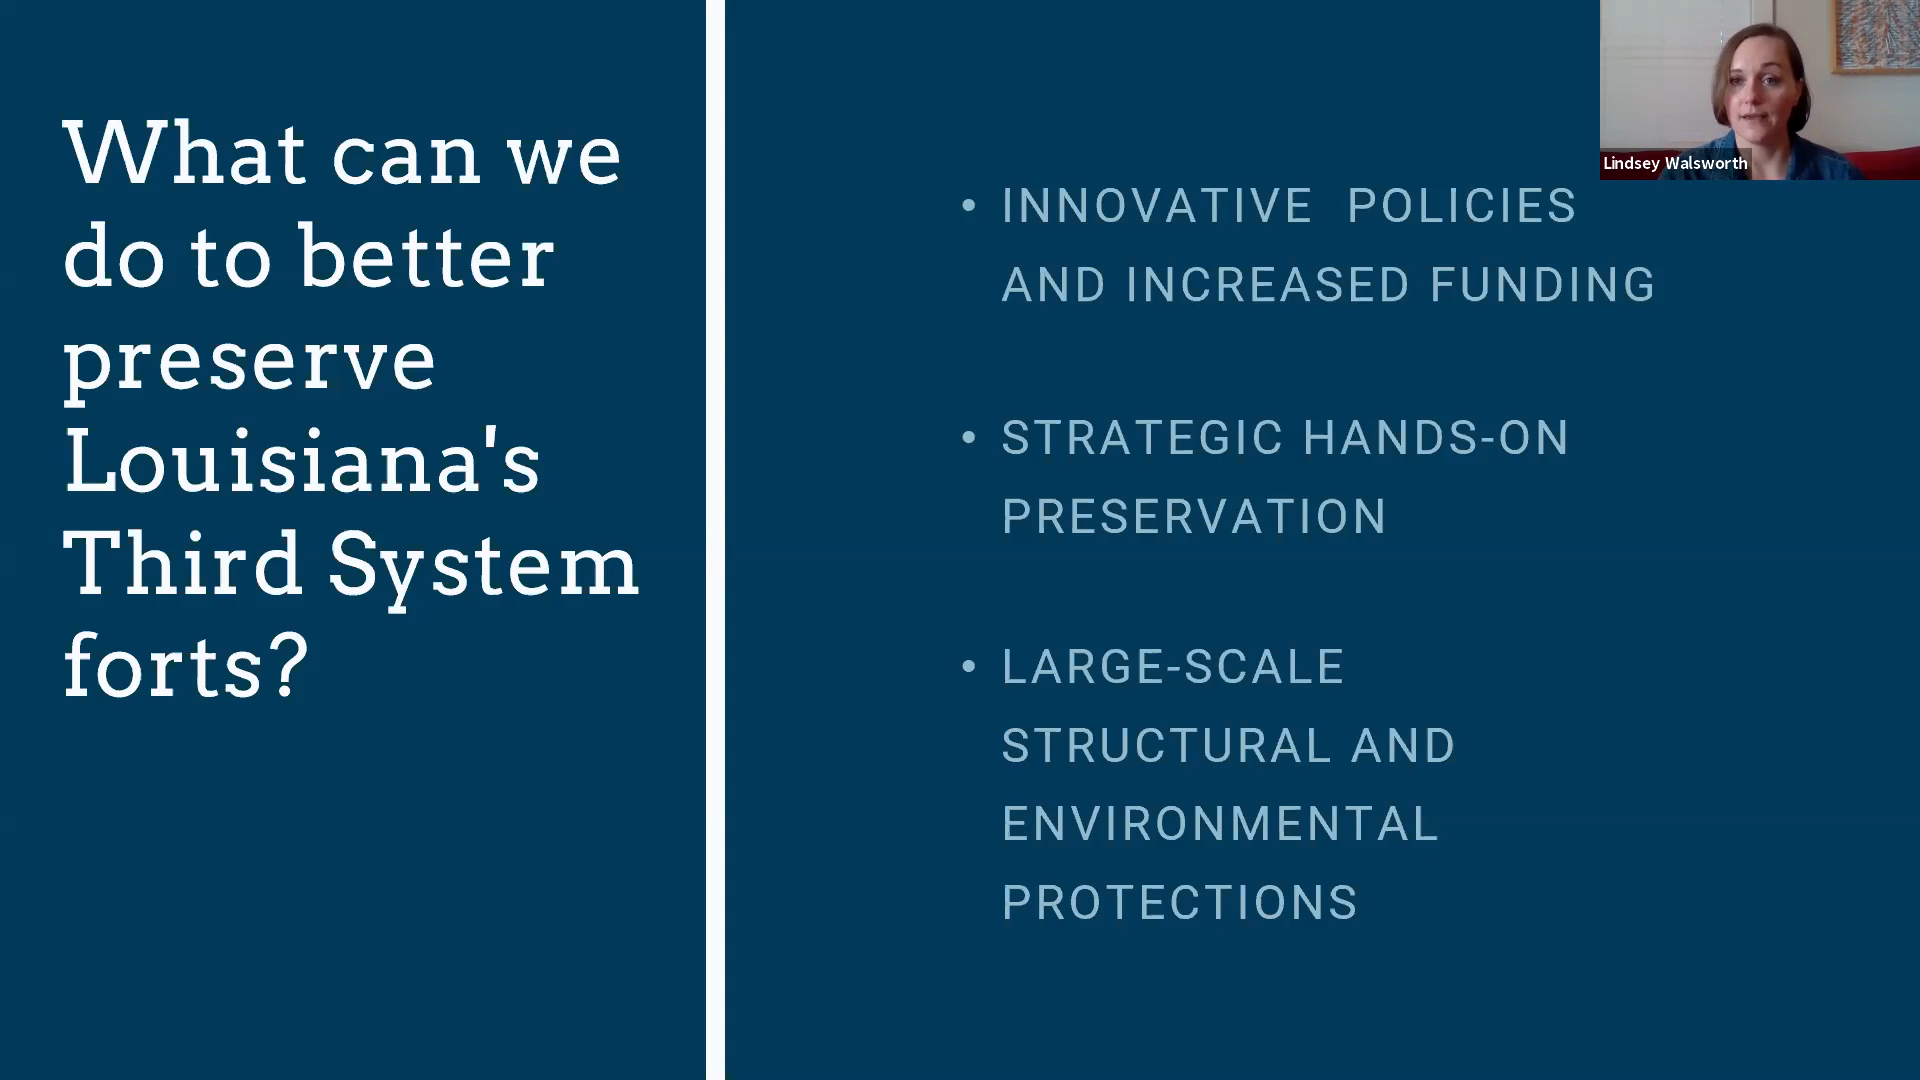 What can we
do to better
preserve
Louisiana's
Third System
forts?
• INNOVATIVE  POLICIES
AND INCREASED FUNDING
• STRATEGIC HANDS-ON
PRESERVATION
• LARGE-SCALE
STRUCTURAL AND
ENVIRONMENTAL
PROTECTIONS
Lindsey Walsworth